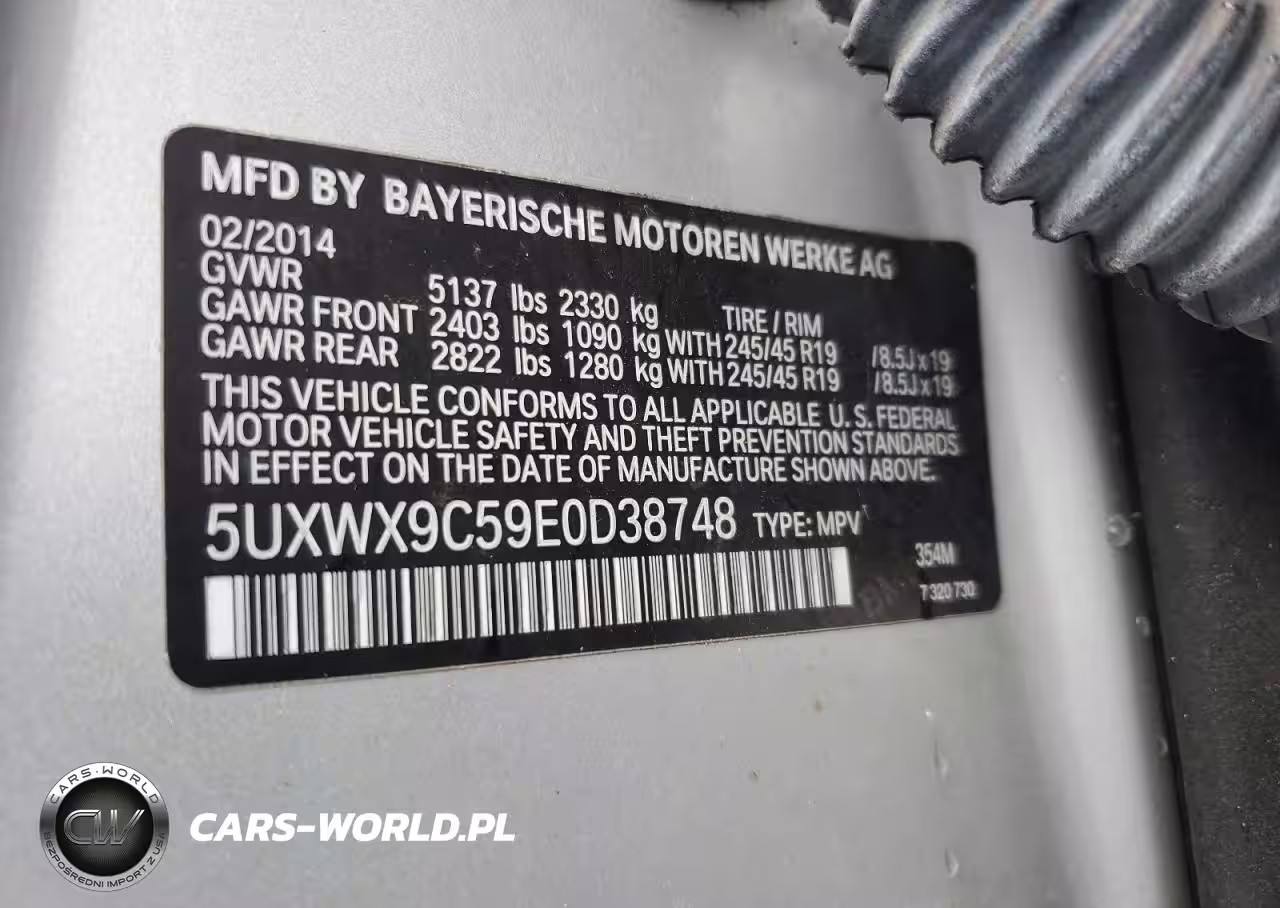 MFD BY BAYERISCHE MOTOREN WERKE AG
02/2014
GVWR 5137 lbs 2330 kg TIRE / RIM
GAWR FRONT 2403 lbs 1090 kg WITH 245/45 R19 /8.5J x 19
GAWR REAR 2822 lbs 1280 kg WITH 245/45 R19 /8.5J x 19
THIS VEHICLE CONFORMS TO ALL APPLICABLE U.S. FEDERAL
MOTOR VEHICLE SAFETY AND THEFT PREVENTION STANDARDS
IN EFFECT ON THE DATE OF MANUFACTURE SHOWN ABOVE.
5UXWX9C59E0D38748 TYPE: MPV
354M
7 320 730
CARS-WORLD
CW
BEZPOŚREDNI IMPORT Z USA
CARS-WORLD.PL